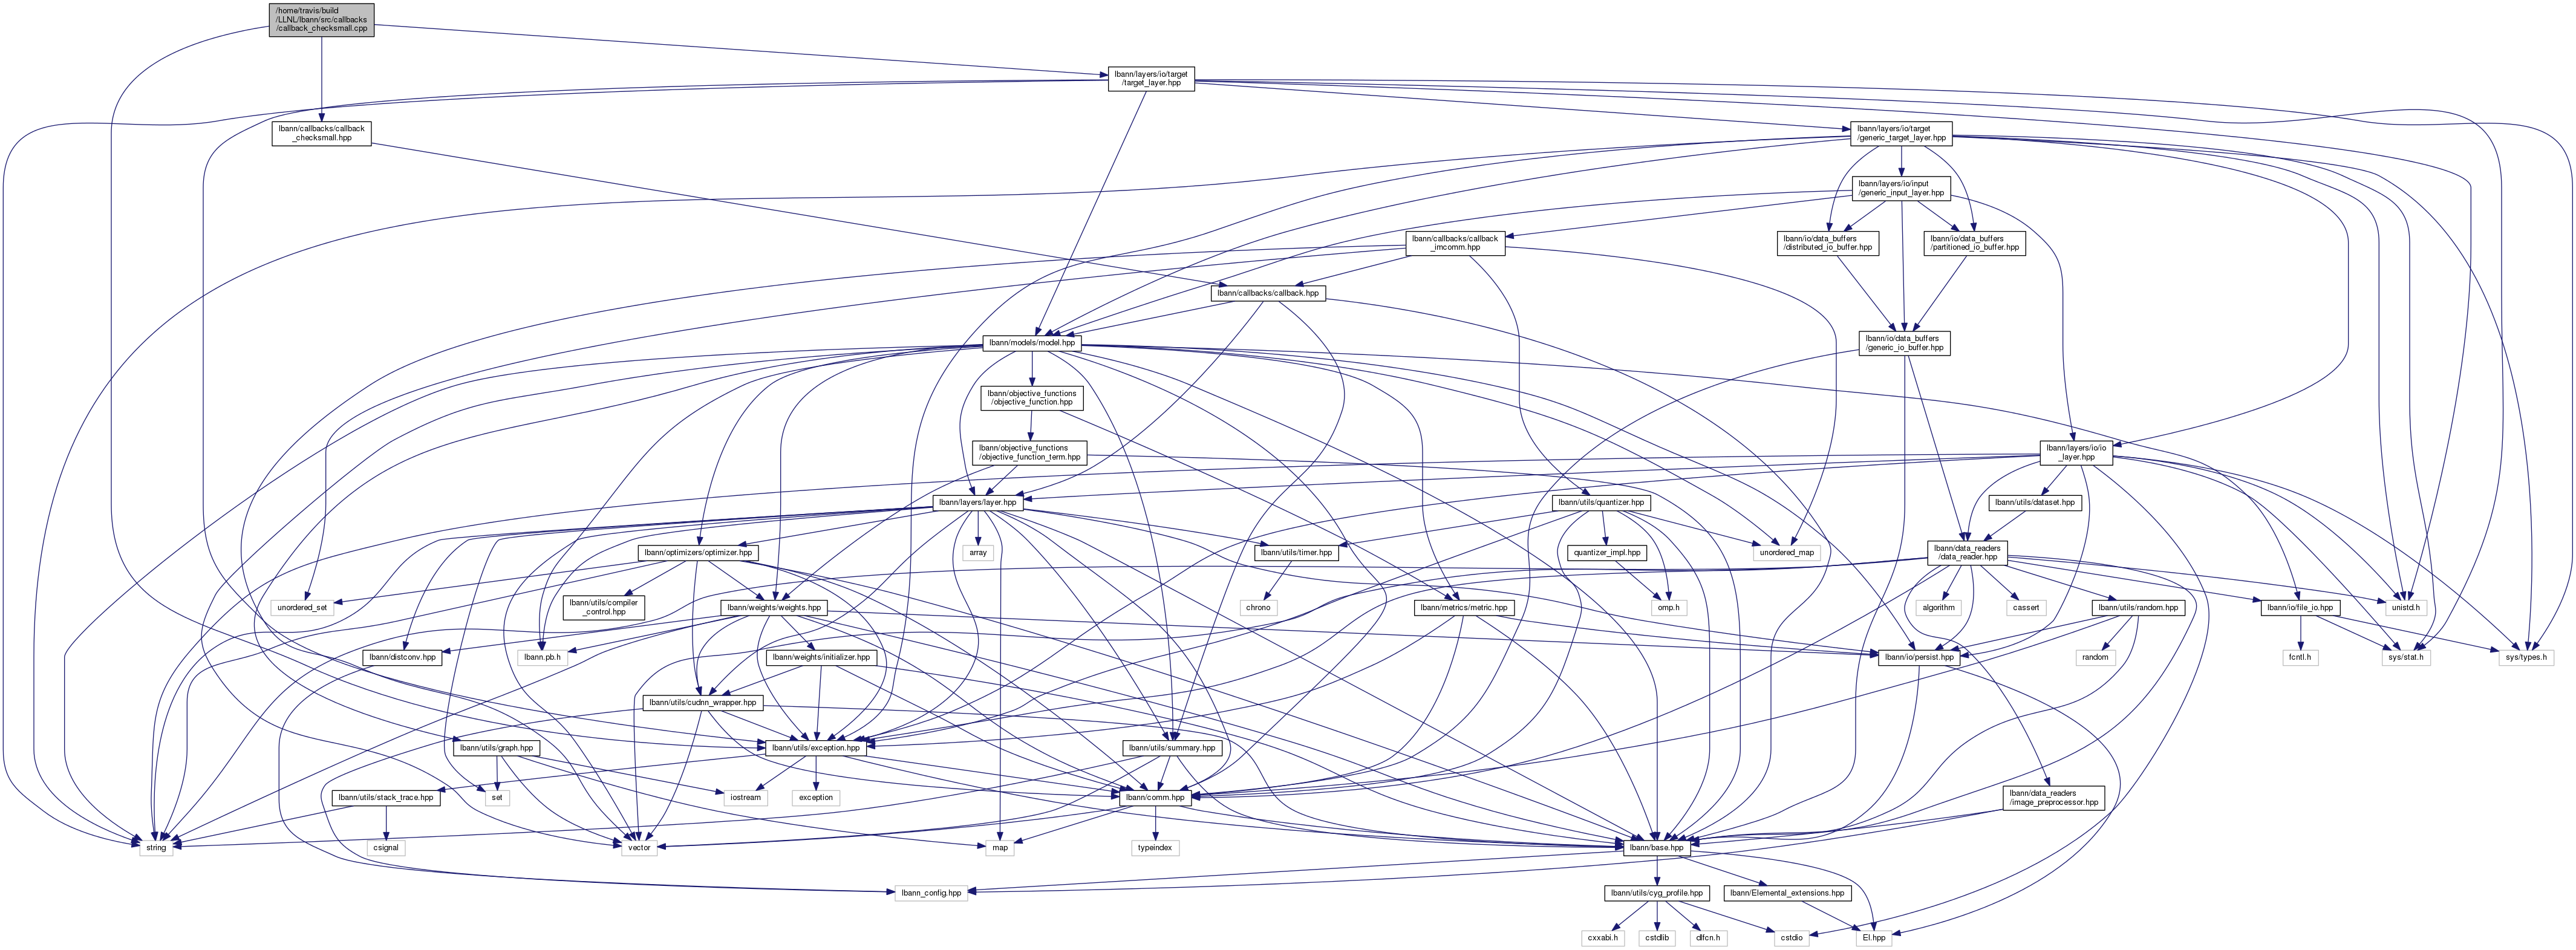 /home/travis/build
/LLNL/lbann/src/callbacks
/callback_checksmall.cpp
lbann/layers/io/target
/target_layer.hpp
lbann/callbacks/callback
_checksmall.hpp
lbann/layers/io/target
/generic_target_layer.hpp
lbann/layers/io/input
/generic_input_layer.hpp
lbann/callbacks/callback
_imcomm.hpp
lbann/io/data_buffers
/distributed_io_buffer.hpp
lbann/io/data_buffers
/partitioned_io_buffer.hpp
lbann/callbacks/callback.hpp
lbann/models/model.hpp
lbann/io/data_buffers
/generic_io_buffer.hpp
lbann/objective_functions
/objective_function.hpp
lbann/objective_functions
/objective_function_term.hpp
lbann/layers/io/io
_layer.hpp
lbann/layers/layer.hpp
lbann/utils/quantizer.hpp
lbann/utils/dataset.hpp
lbann/optimizers/optimizer.hpp
array
lbann/utils/timer.hpp
quantizer_impl.hpp
unordered_map
lbann/data_readers
/data_reader.hpp
unordered_set
lbann/utils/compiler
_control.hpp
lbann/weights/weights.hpp
chrono
lbann/metrics/metric.hpp
omp.h
algorithm
cassert
lbann/utils/random.hpp
lbann/io/file_io.hpp
unistd.h
lbann/distconv.hpp
lbann.pb.h
lbann/weights/initializer.hpp
lbann/io/persist.hpp
random
fcntl.h
sys/stat.h
sys/types.h
lbann/utils/cudnn_wrapper.hpp
lbann/utils/graph.hpp
lbann/utils/exception.hpp
lbann/utils/summary.hpp
lbann/utils/stack_trace.hpp
set
iostream
exception
lbann/comm.hpp
lbann/data_readers
/image_preprocessor.hpp
string
csignal
vector
map
typeindex
lbann/base.hpp
lbann_config.hpp
lbann/utils/cyg_profile.hpp
lbann/Elemental_extensions.hpp
cxxabi.h
cstdlib
dlfcn.h
cstdio
El.hpp